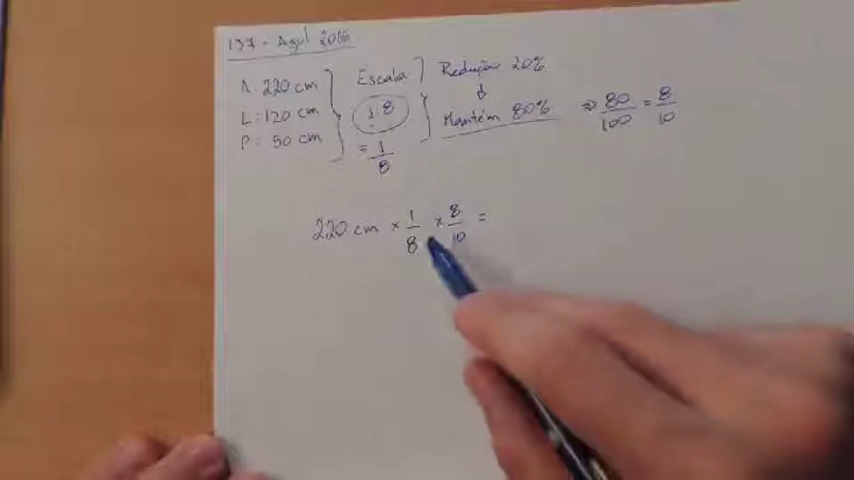 137 - Azul 2016
A: 220 cm
L: 120 cm
P: 50 cm
Escala
1:8
= 1/8
Redução 20%
↓
Mantém 80% ⇒ 80/100 = 8/10
220 cm × 1/8 × 8/10 =